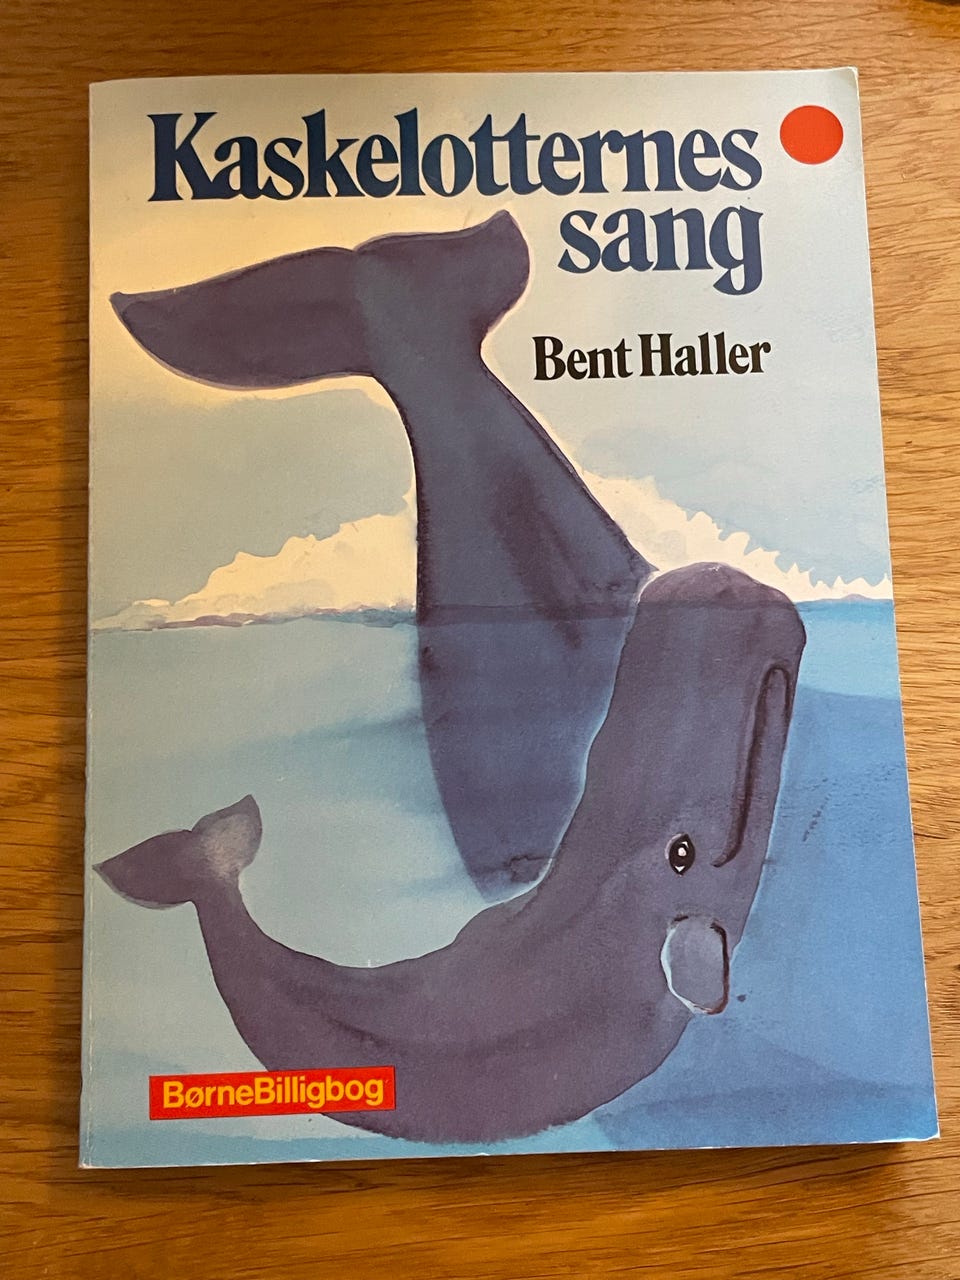 Kaskelotternes
sang
Bent Haller
BørneBilligbog